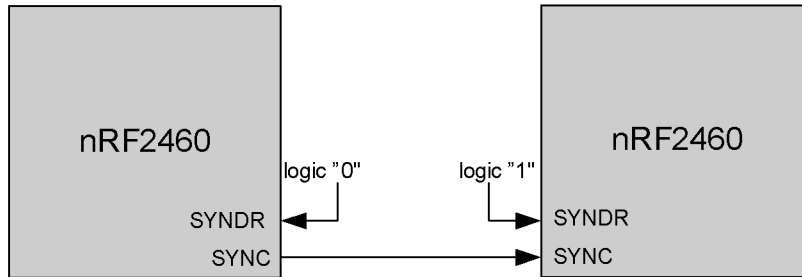 nRF2460
nRF2460
logic "0"
logic "1"
SYNDR
SYNDR
SYNC
SYNC